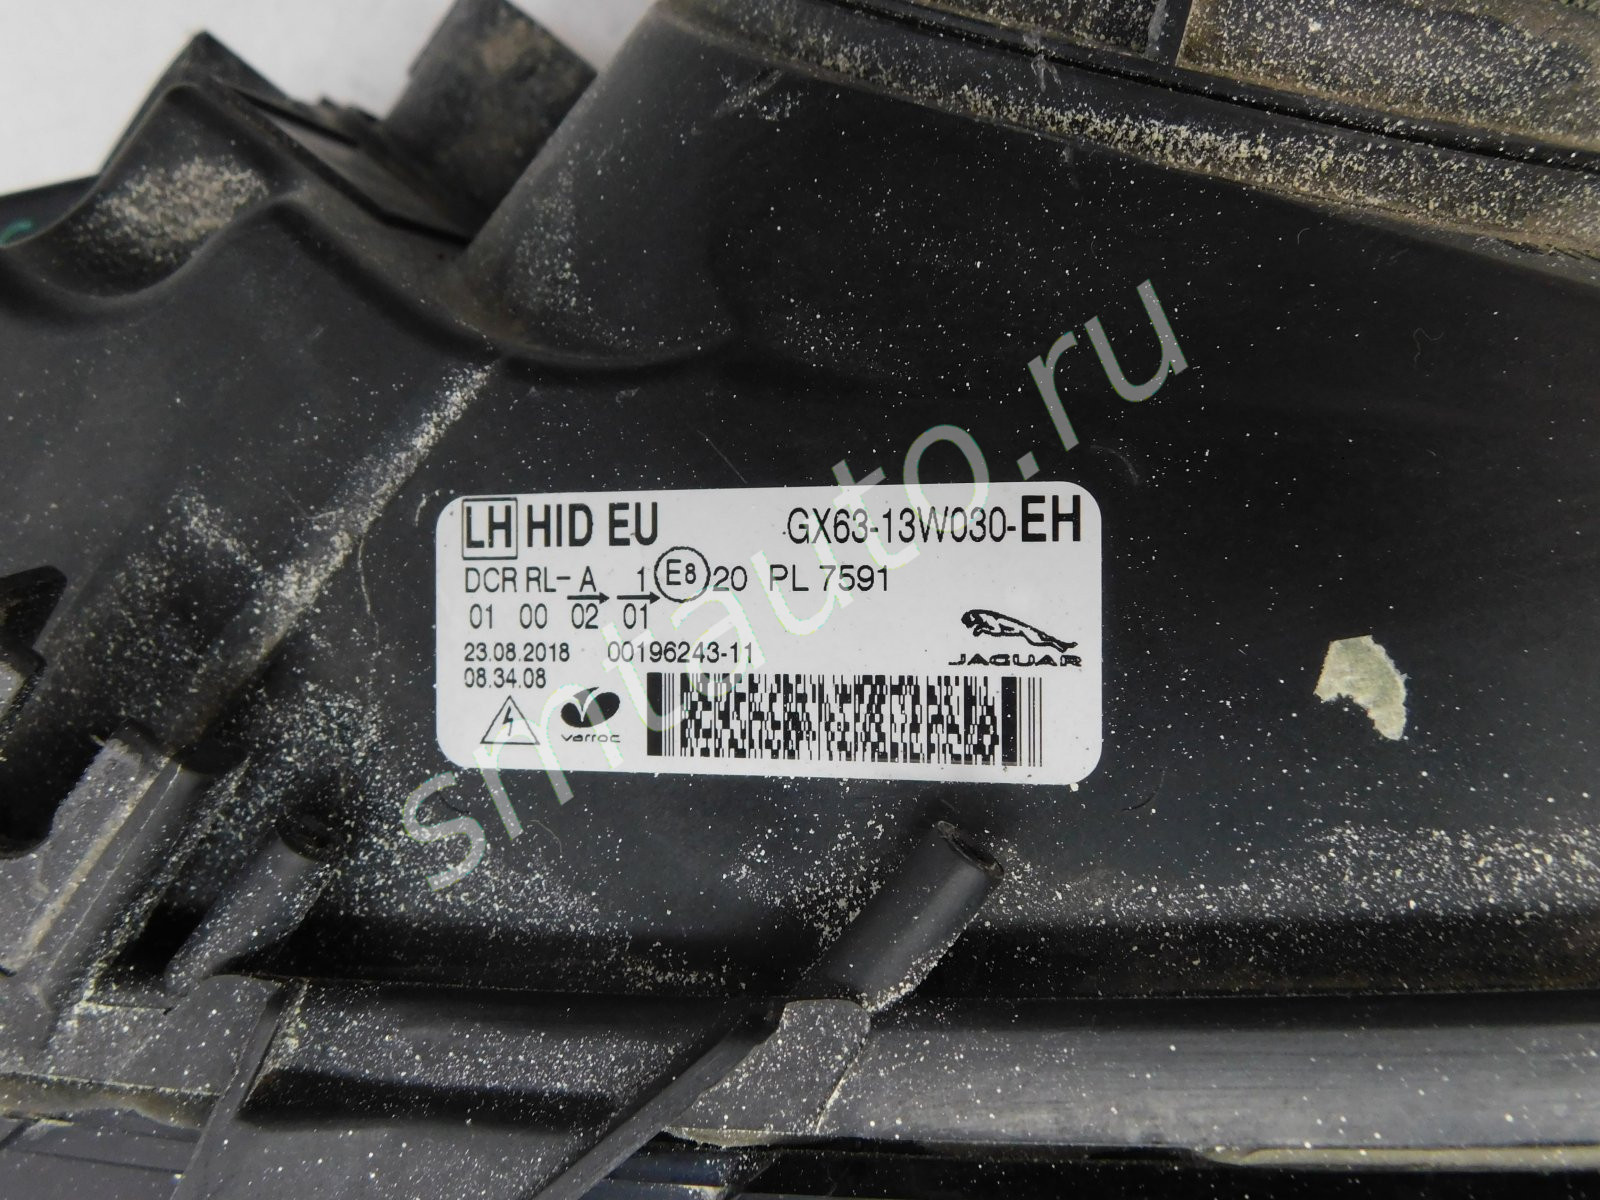 LH HID EU GX63-13W030-EH
DCR RL- A 1 E8 20 PL 7591
01 00 02 01
23.08.2018 00196243-11
08.34.08
JAGUAR
varroc
smtauto.ru